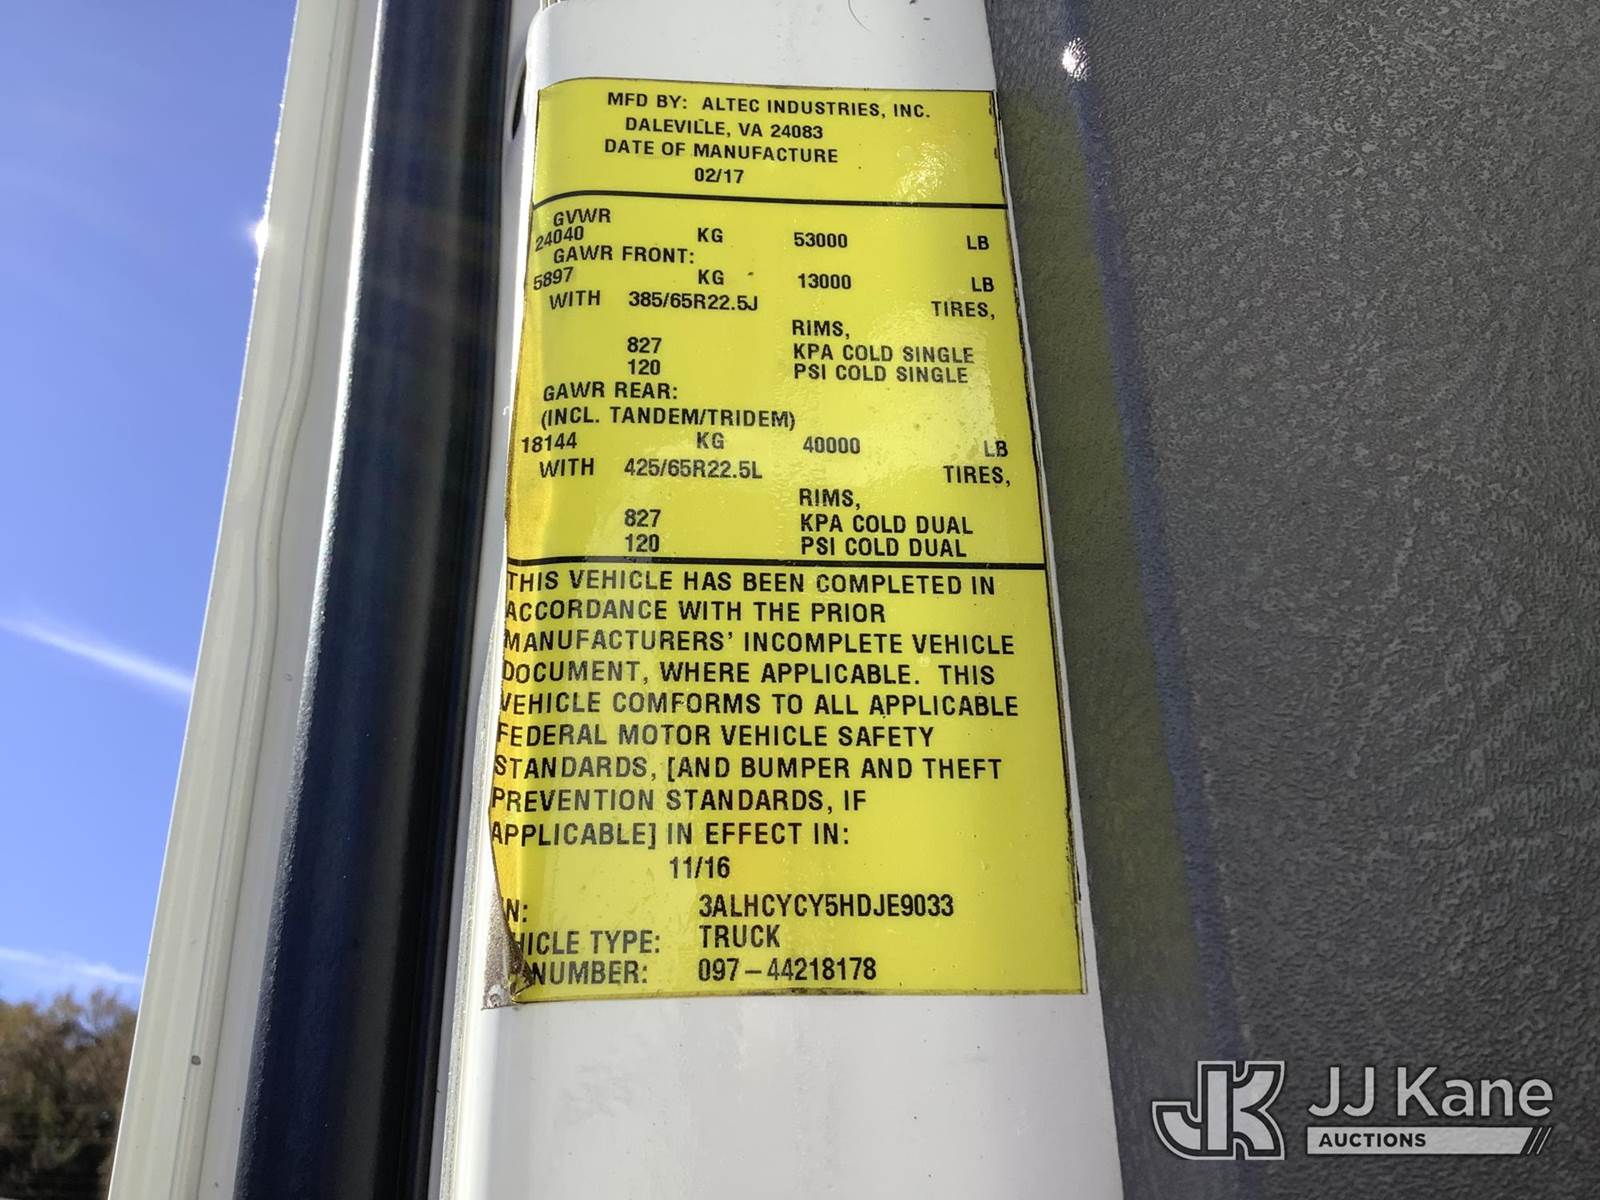 MFD BY: ALTEC INDUSTRIES, INC.
DALEVILLE, VA 24083
DATE OF MANUFACTURE
02/17
GVWR
24040 KG 53000 LB
GAWR FRONT:
5897 KG 13000 LB
WITH 385/65R22.5J TIRES,
RIMS,
827 KPA COLD SINGLE
120 PSI COLD SINGLE
GAWR REAR:
(INCL. TANDEM/TRIDEM)
18144 KG 40000 LB
WITH 425/65R22.5L TIRES,
RIMS,
827 KPA COLD DUAL
120 PSI COLD DUAL
THIS VEHICLE HAS BEEN COMPLETED IN
ACCORDANCE WITH THE PRIOR
MANUFACTURERS' INCOMPLETE VEHICLE
DOCUMENT, WHERE APPLICABLE. THIS
VEHICLE COMFORMS TO ALL APPLICABLE
FEDERAL MOTOR VEHICLE SAFETY
STANDARDS, [AND BUMPER AND THEFT
PREVENTION STANDARDS, IF
APPLICABLE] IN EFFECT IN:
11/16
N: 3ALHCYCY5HDJE9033
HICLE TYPE: TRUCK
NUMBER: 097-44218178
JK JJ Kane
AUCTIONS